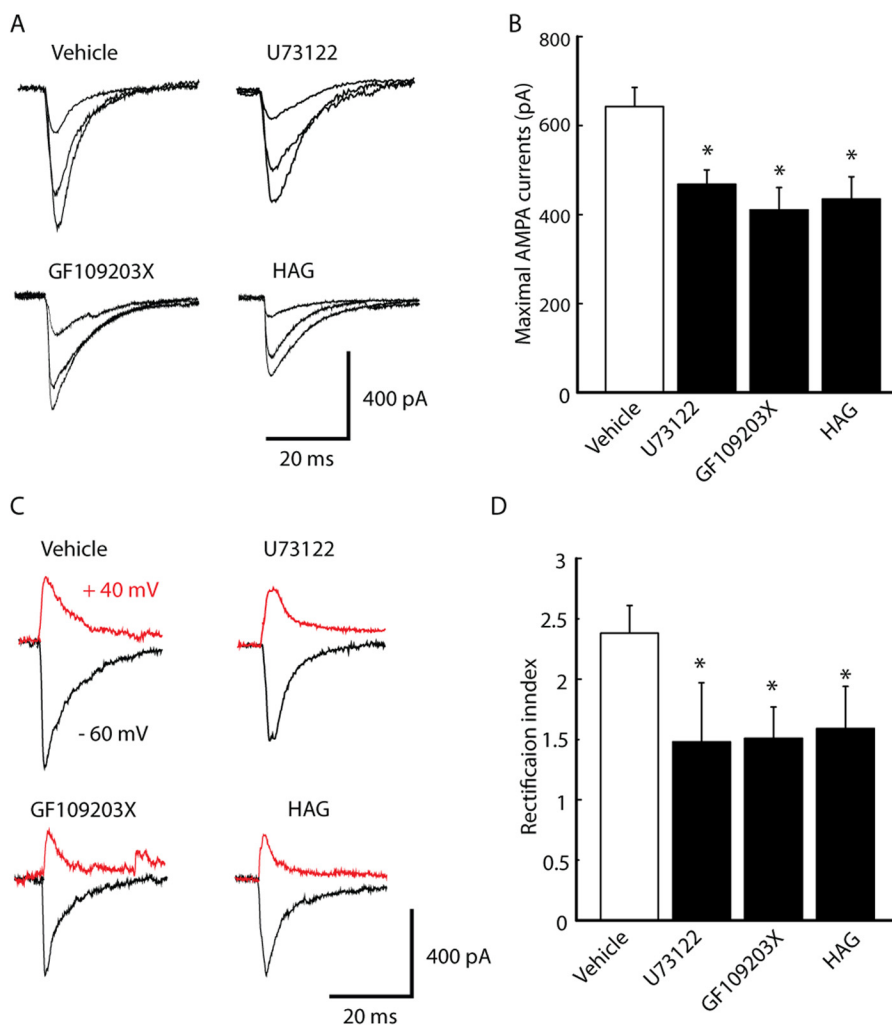 A
Vehicle
U73122
GF109203X
HAG
400 pA
20 ms
B
Maximal AMPA currents (pA)
800
600
400
200
0
*
*
*
Vehicle
U73122
GF109203X
HAG
C
Vehicle
U73122
+ 40 mV
- 60 mV
GF109203X
HAG
400 pA
20 ms
D
Rectificaion inndex
3
2.5
2
1.5
1
0.5
0
*
*
*
Vehicle
U73122
GF109203X
HAG